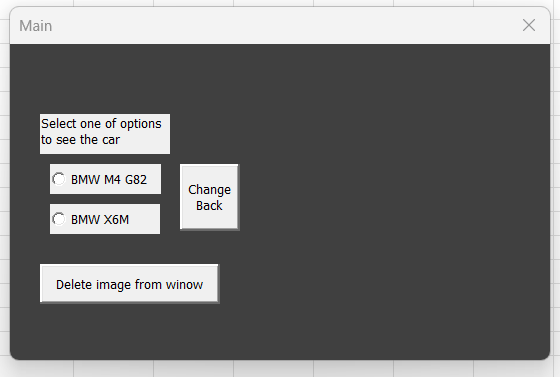 Main
Select one of options
to see the car
BMW M4 G82
Change
Back
BMW X6M
Delete image from winow